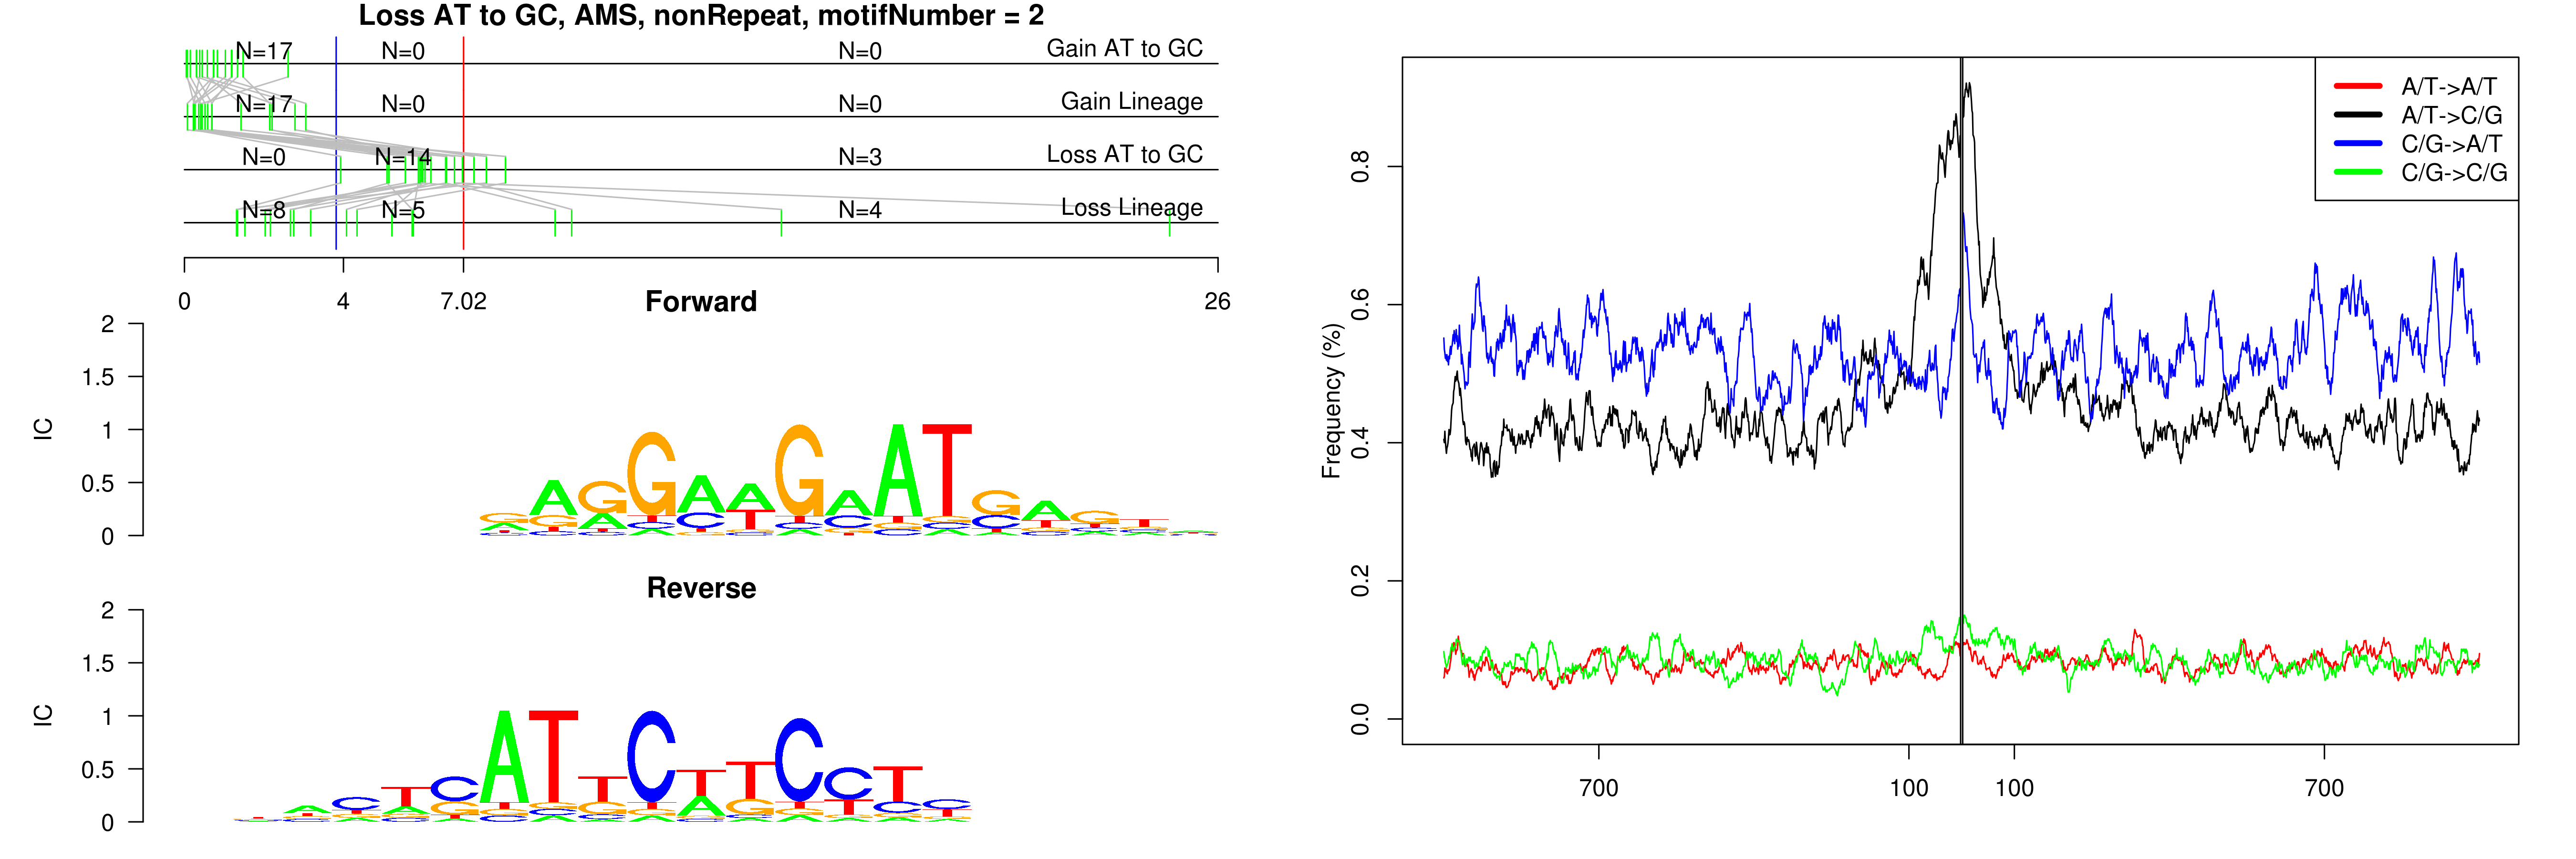 Loss AT to GC, AMS, nonRepeat, motifNumber = 2
N=17 N=0 N=0 Gain AT to GC
N=17 N=0 N=0 Gain Lineage
N=0 N=14 N=3 Loss AT to GC
N=8 N=5 N=4 Loss Lineage
0 4 7.02 26
Forward
IC
2
1.5
1
0.5
0
Reverse
IC
2
1.5
1
0.5
0
Frequency (%)
0.8
0.6
0.4
0.2
0.0
700 100 100 700
A/T->A/T
A/T->C/G
C/G->A/T
C/G->C/G